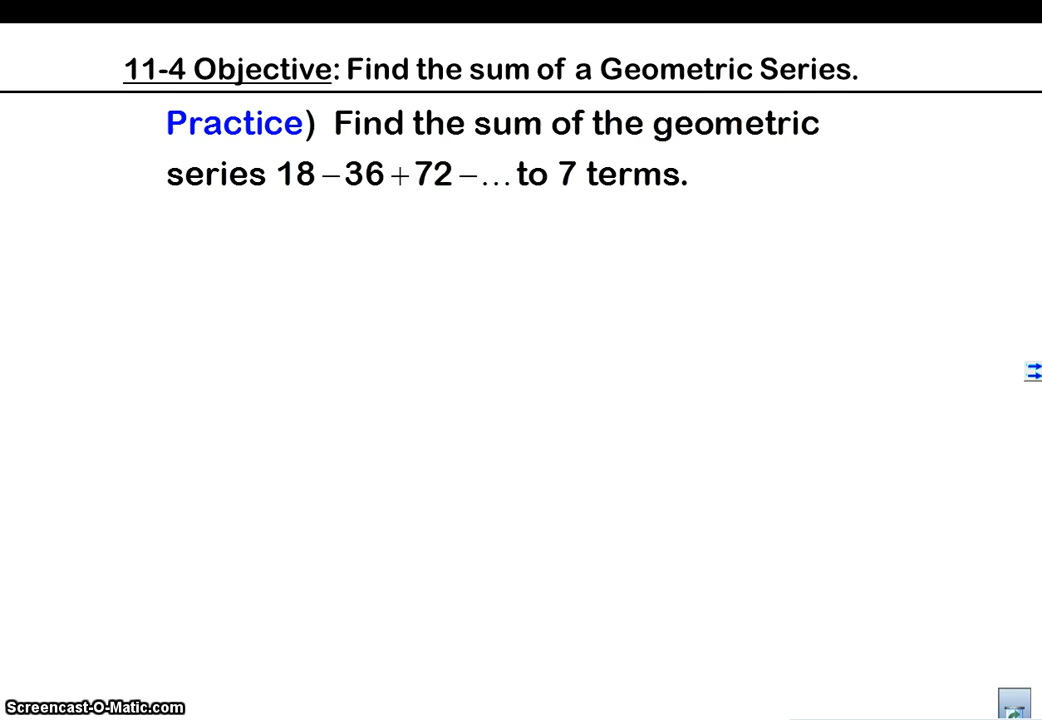 11-4 Objective: Find the sum of a Geometric Series.
Practice) Find the sum of the geometric
series 18 – 36 + 72 – … to 7 terms.
Screencast-O-Matic.com